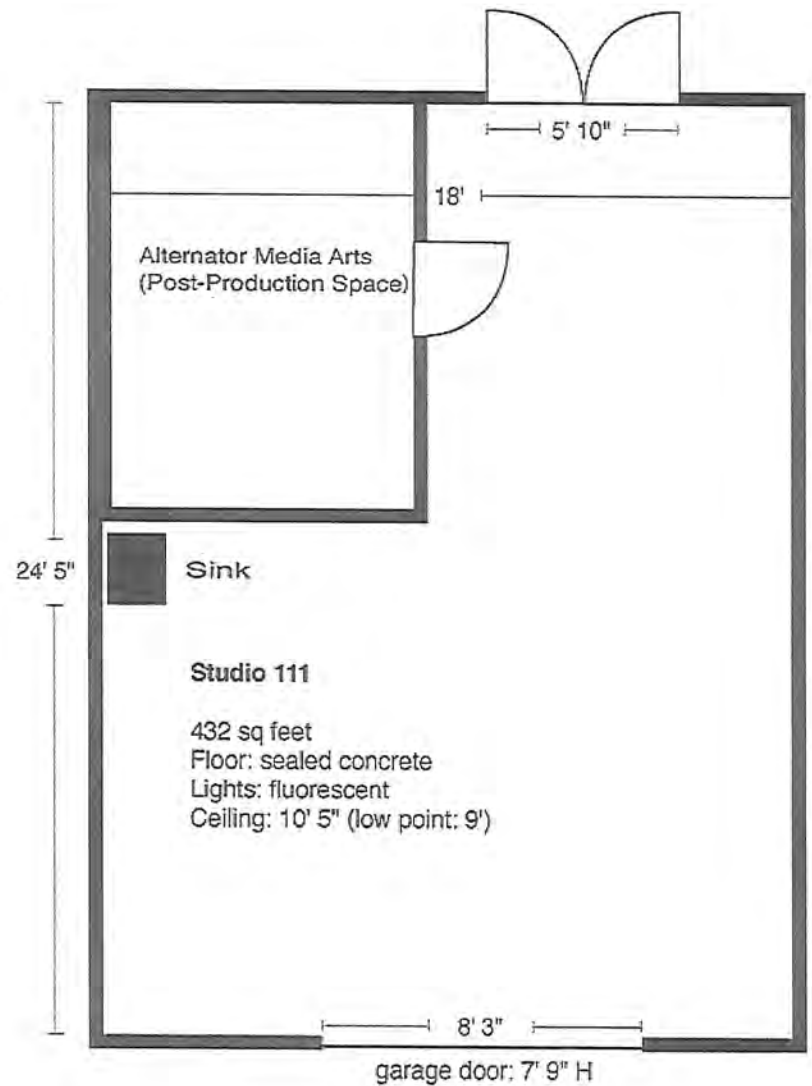 5' 10"
18'
Alternator Media Arts
(Post-Production Space)
24' 5"
Sink
Studio 111
432 sq feet
Floor: sealed concrete
Lights: fluorescent
Ceiling: 10' 5" (low point: 9')
8' 3"
garage door: 7' 9" H